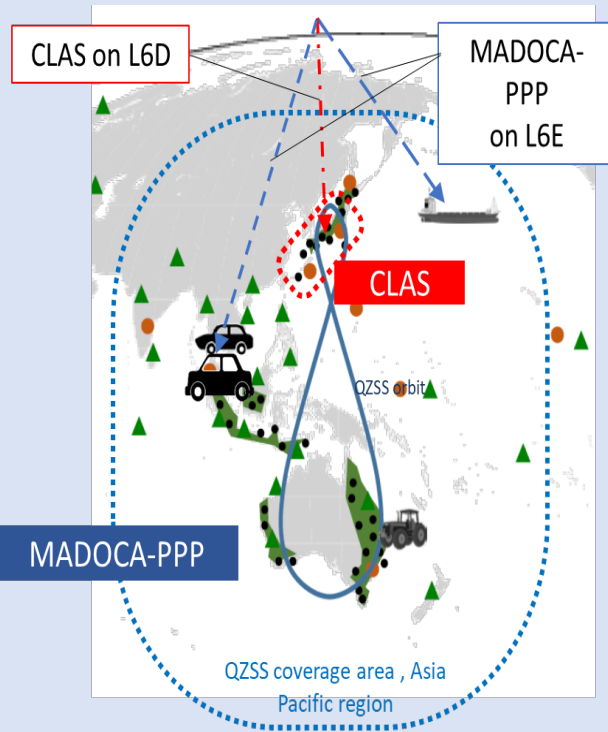 CLAS on L6D
MADOCA-
PPP
on L6E
CLAS
QZSS orbit
MADOCA-PPP
QZSS coverage area , Asia
Pacific region